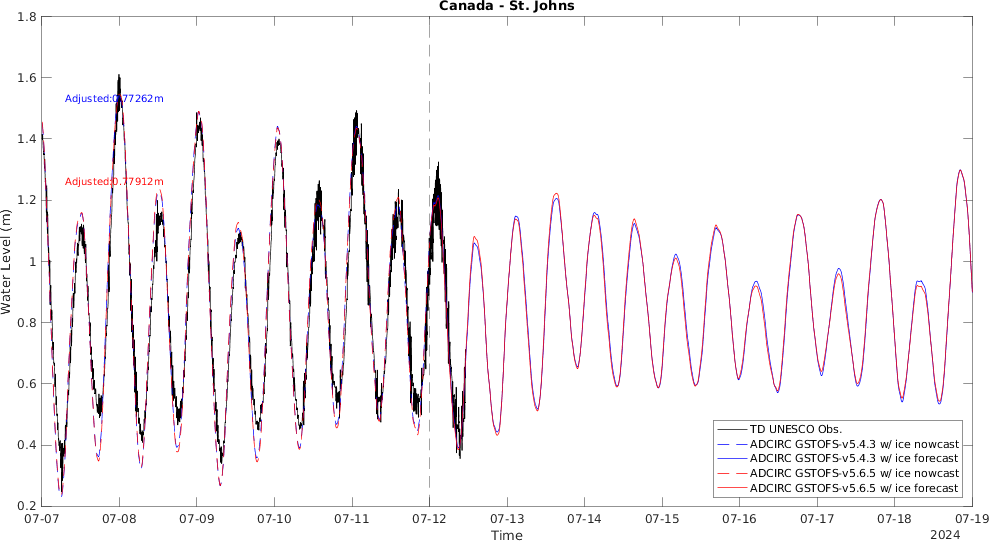 Canada - St. Johns
1.8
1.6
1.4
1.2
1
0.8
0.6
0.4
0.2
Water Level (m)
Adjusted:0.77262m
Adjusted:0.77912m
TD UNESCO Obs.
ADCIRC GSTOFS-v5.4.3 w/ ice nowcast
ADCIRC GSTOFS-v5.4.3 w/ ice forecast
ADCIRC GSTOFS-v5.6.5 w/ ice nowcast
ADCIRC GSTOFS-v5.6.5 w/ ice forecast
07-07 07-08 07-09 07-10 07-11 07-12 07-13 07-14 07-15 07-16 07-17 07-18 07-19
Time
2024